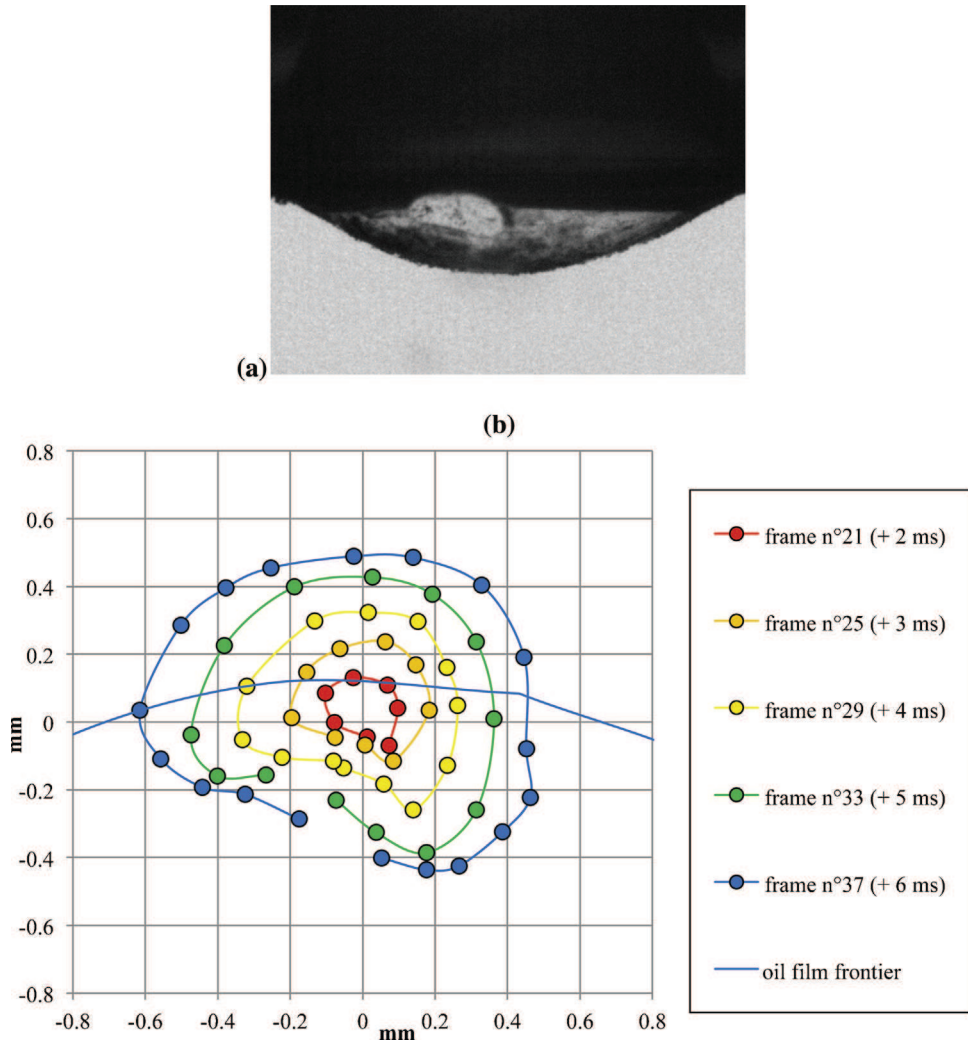 (a)
(b)
0.8
0.6
0.4
0.2
0
-0.2
-0.4
-0.6
-0.8
mm
-0.8 -0.6 -0.4 -0.2 0 0.2 0.4 0.6 0.8
mm
frame n°21 (+ 2 ms)
frame n°25 (+ 3 ms)
frame n°29 (+ 4 ms)
frame n°33 (+ 5 ms)
frame n°37 (+ 6 ms)
oil film frontier